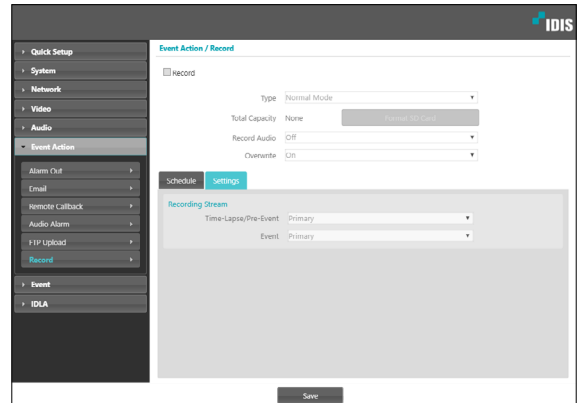 IDIS
Quick Setup
System
Network
Video
Audio
Event Action
Alarm Out
Email
Remote Callback
Audio Alarm
FTP Upload
Record
Event
IDLA
Event Action / Record
Record
Type Normal Mode
Total Capacity None Format SD Card
Record Audio Off
Overwrite On
Schedule Settings
Recording Stream
Time-Lapse/Pre-Event Primary
Event Primary
Save